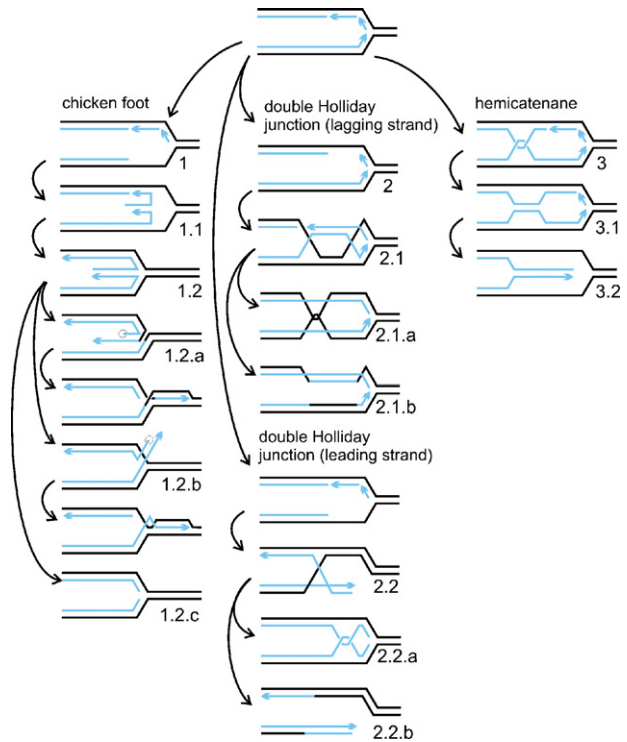 chicken foot
1
1.1
1.2
1.2.a
1.2.b
1.2.c
double Holliday
junction (lagging strand)
2
2.1
2.1.a
2.1.b
double Holliday
junction (leading strand)
2.2
2.2.a
2.2.b
hemicatenane
3
3.1
3.2